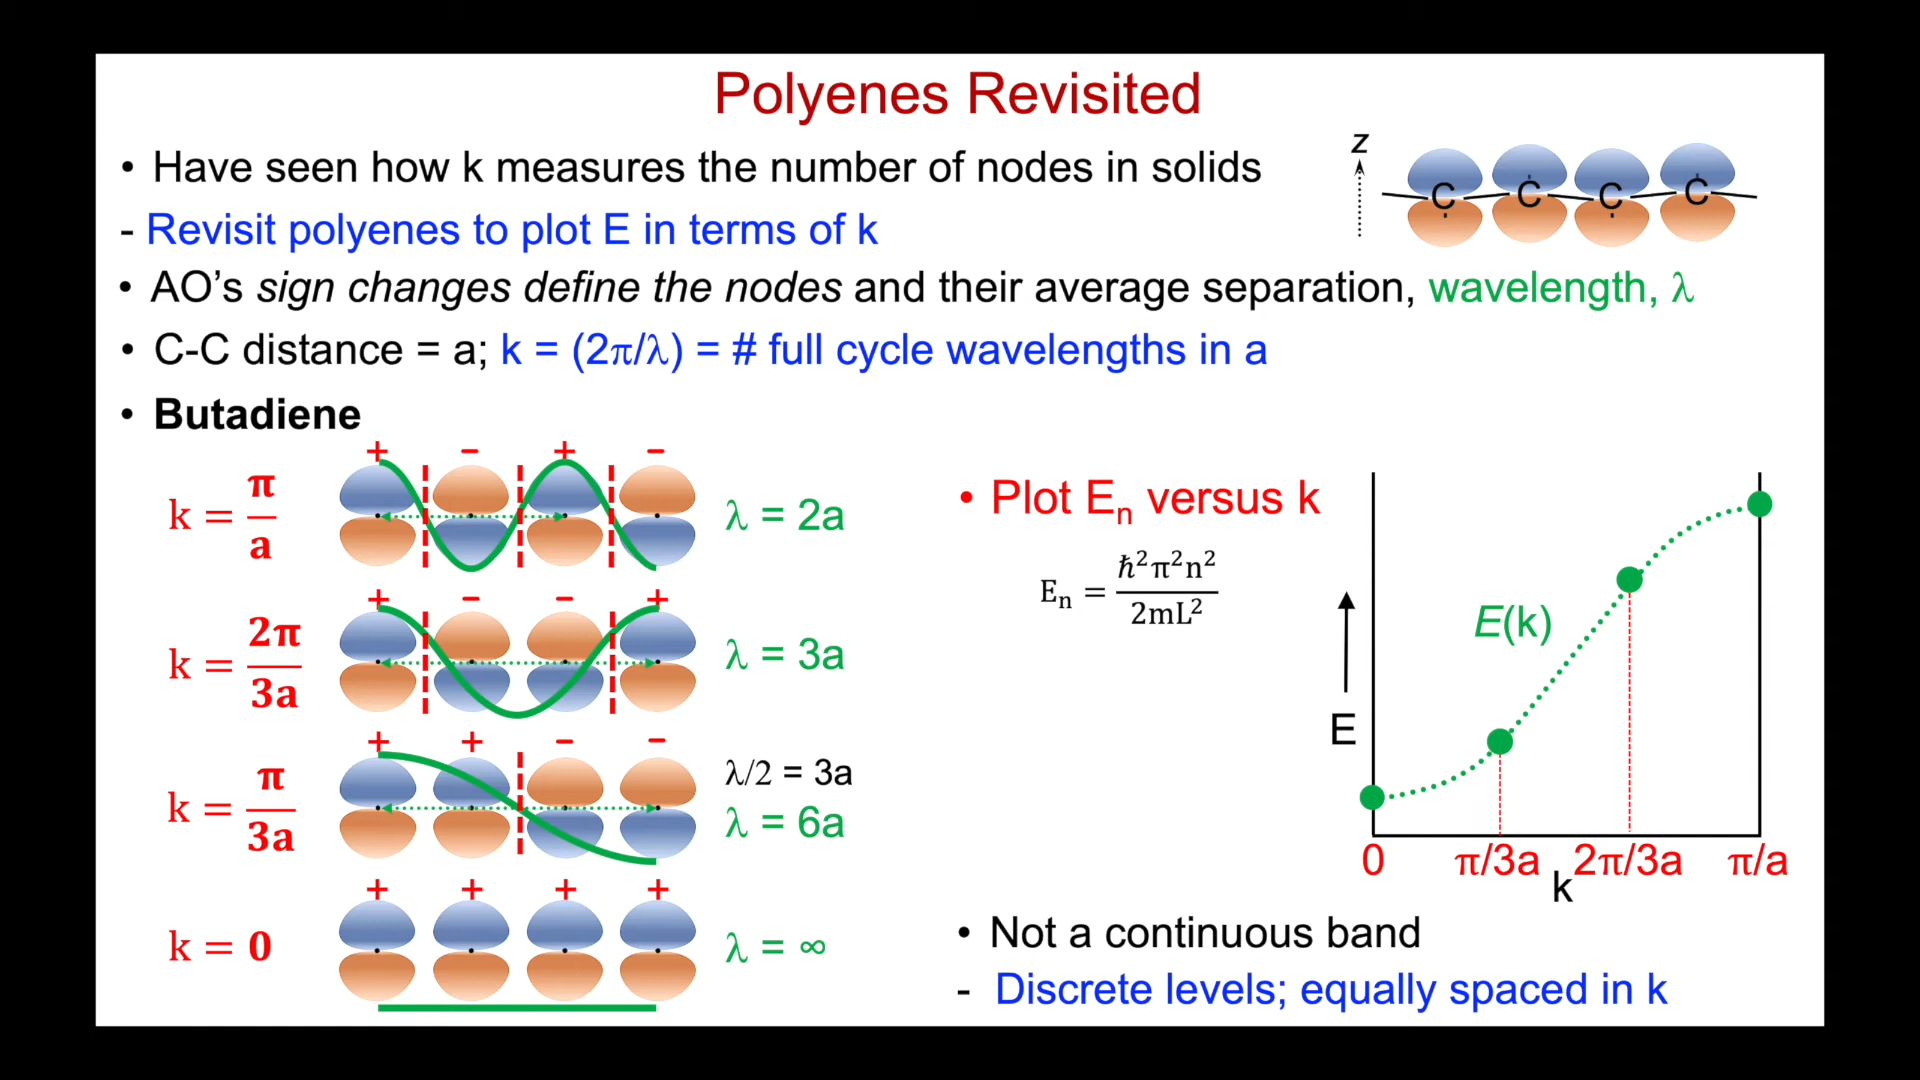 Polyenes Revisited
• Have seen how k measures the number of nodes in solids
- Revisit polyenes to plot E in terms of k
z
C C C C
• AO’s sign changes define the nodes and their average separation, wavelength, λ
• C-C distance = a; k = (2π/λ) = # full cycle wavelengths in a
• Butadiene
+ − + −
k = π/a
λ = 2a
+ − − +
k = 2π/3a
λ = 3a
+ + − −
k = π/3a
λ/2 = 3a
λ = 6a
+ + + +
k = 0
λ = ∞
• Plot Eₙ versus k
Eₙ = ħ²π²n²/2mL²
E(k)
E
0 π/3a 2π/3a π/a
k
• Not a continuous band
- Discrete levels; equally spaced in k